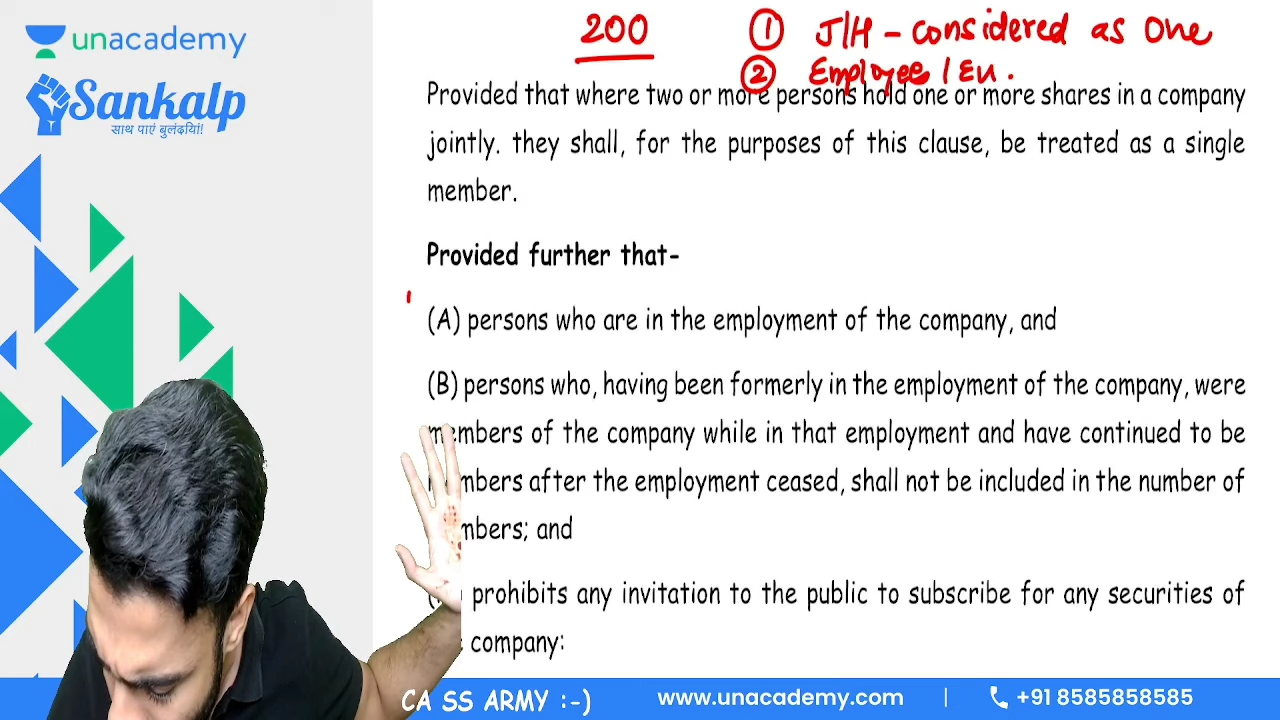 unacademy
Sankalp
साथ पाएं बुलंदियां!
200
① J/H - considered as One
② Employees / Ex.
Provided that where two or more persons hold one or more shares in a company
jointly. they shall, for the purposes of this clause, be treated as a single
member.
Provided further that-
(A) persons who are in the employment of the company, and
(B) persons who, having been formerly in the employment of the company, were
members of the company while in that employment and have continued to be
after the employment ceased, shall not be included in the number of
and
prohibits any invitation to the public to subscribe for any securities of
company:
CA SS ARMY :-)
www.unacademy.com | +91 8585858585